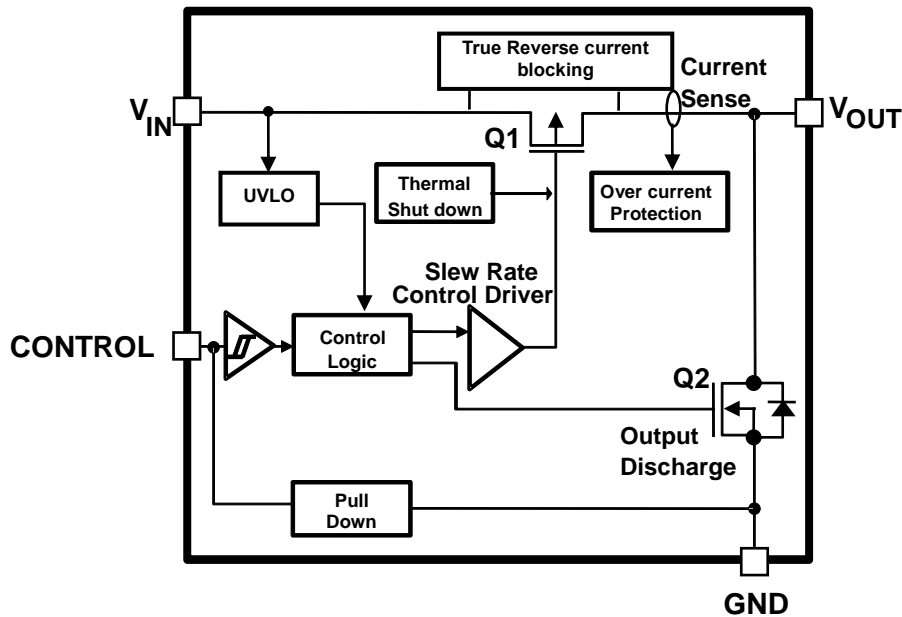 True Reverse current
blocking
Current
Sense
VIN
VOUT
Q1
UVLO
Thermal
Shut down
Over current
Protection
Slew Rate
Control Driver
CONTROL
Control
Logic
Q2
Output
Discharge
Pull
Down
GND